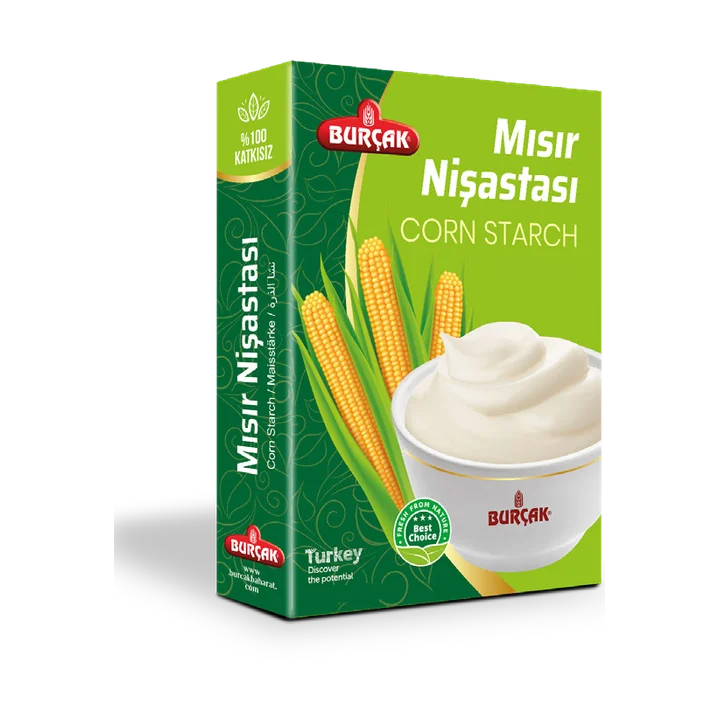 %100
KATKISIZ
Mısır Nişastası
Corn Starch / Maisstärke / نشا الذرة
BURÇAK
www.
burcakbaharat.
com
BURÇAK
Mısır
Nişastası
CORN STARCH
BURÇAK
FRESH FROM NATURE
Best
Choice
Turkey
Discover
the potential